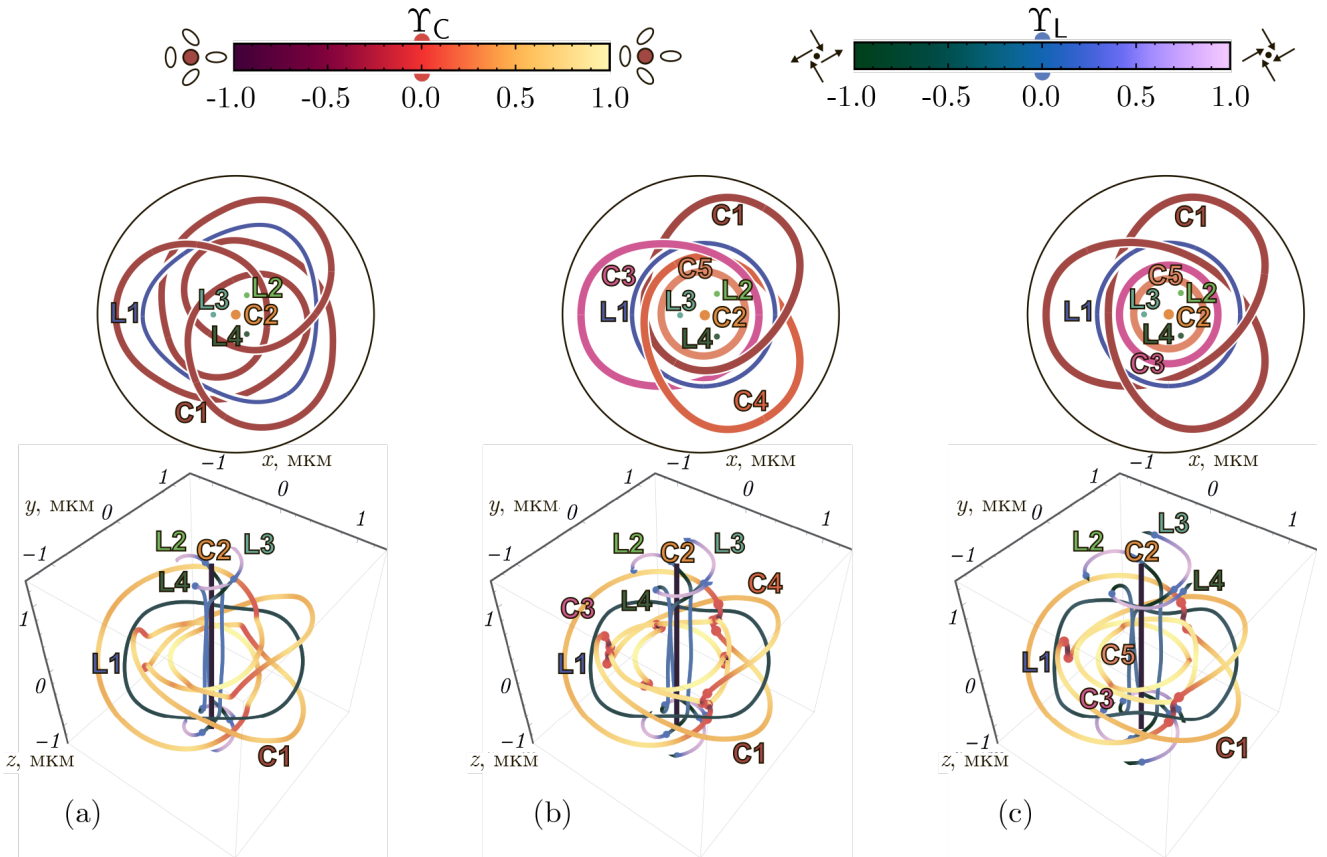 ϒC ϒL
-1.0 -0.5 0.0 0.5 1.0 -1.0 -0.5 0.0 0.5 1.0
L1 L3 L2 C2 L4 C1
C1 C3 C5 L1 L3 L2 C2 L4 C4
C1 C5 L1 L3 L2 C2 L4 C3
x, мкм -1 0 1 y, мкм 1 0 -1 1 0 -1 z, мкм
L2 C2 L3 L4 L1 C1
x, мкм -1 0 1 y, мкм 1 0 -1 1 0 -1 z, мкм
L2 C2 L3 C4 C3 L4 L1 C1
x, мкм -1 0 1 y, мкм 1 0 -1 1 0 -1 z, мкм
L3 L2 C2 L4 L1 C5 C3 C1
(a) (b) (c)